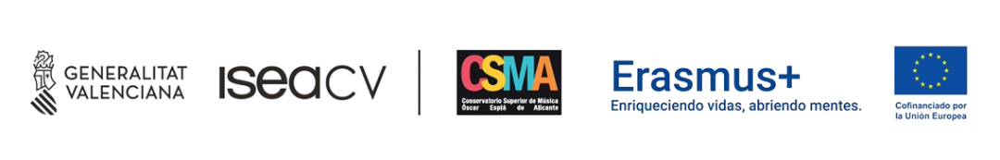 GENERALITAT
VALENCIANA
ISEACV
CSMA
Conservatorio Superior de Música
Óscar Esplá de Alicante
Erasmus+
Enriqueciendo vidas, abriendo mentes.
Cofinanciado por
la Unión Europea